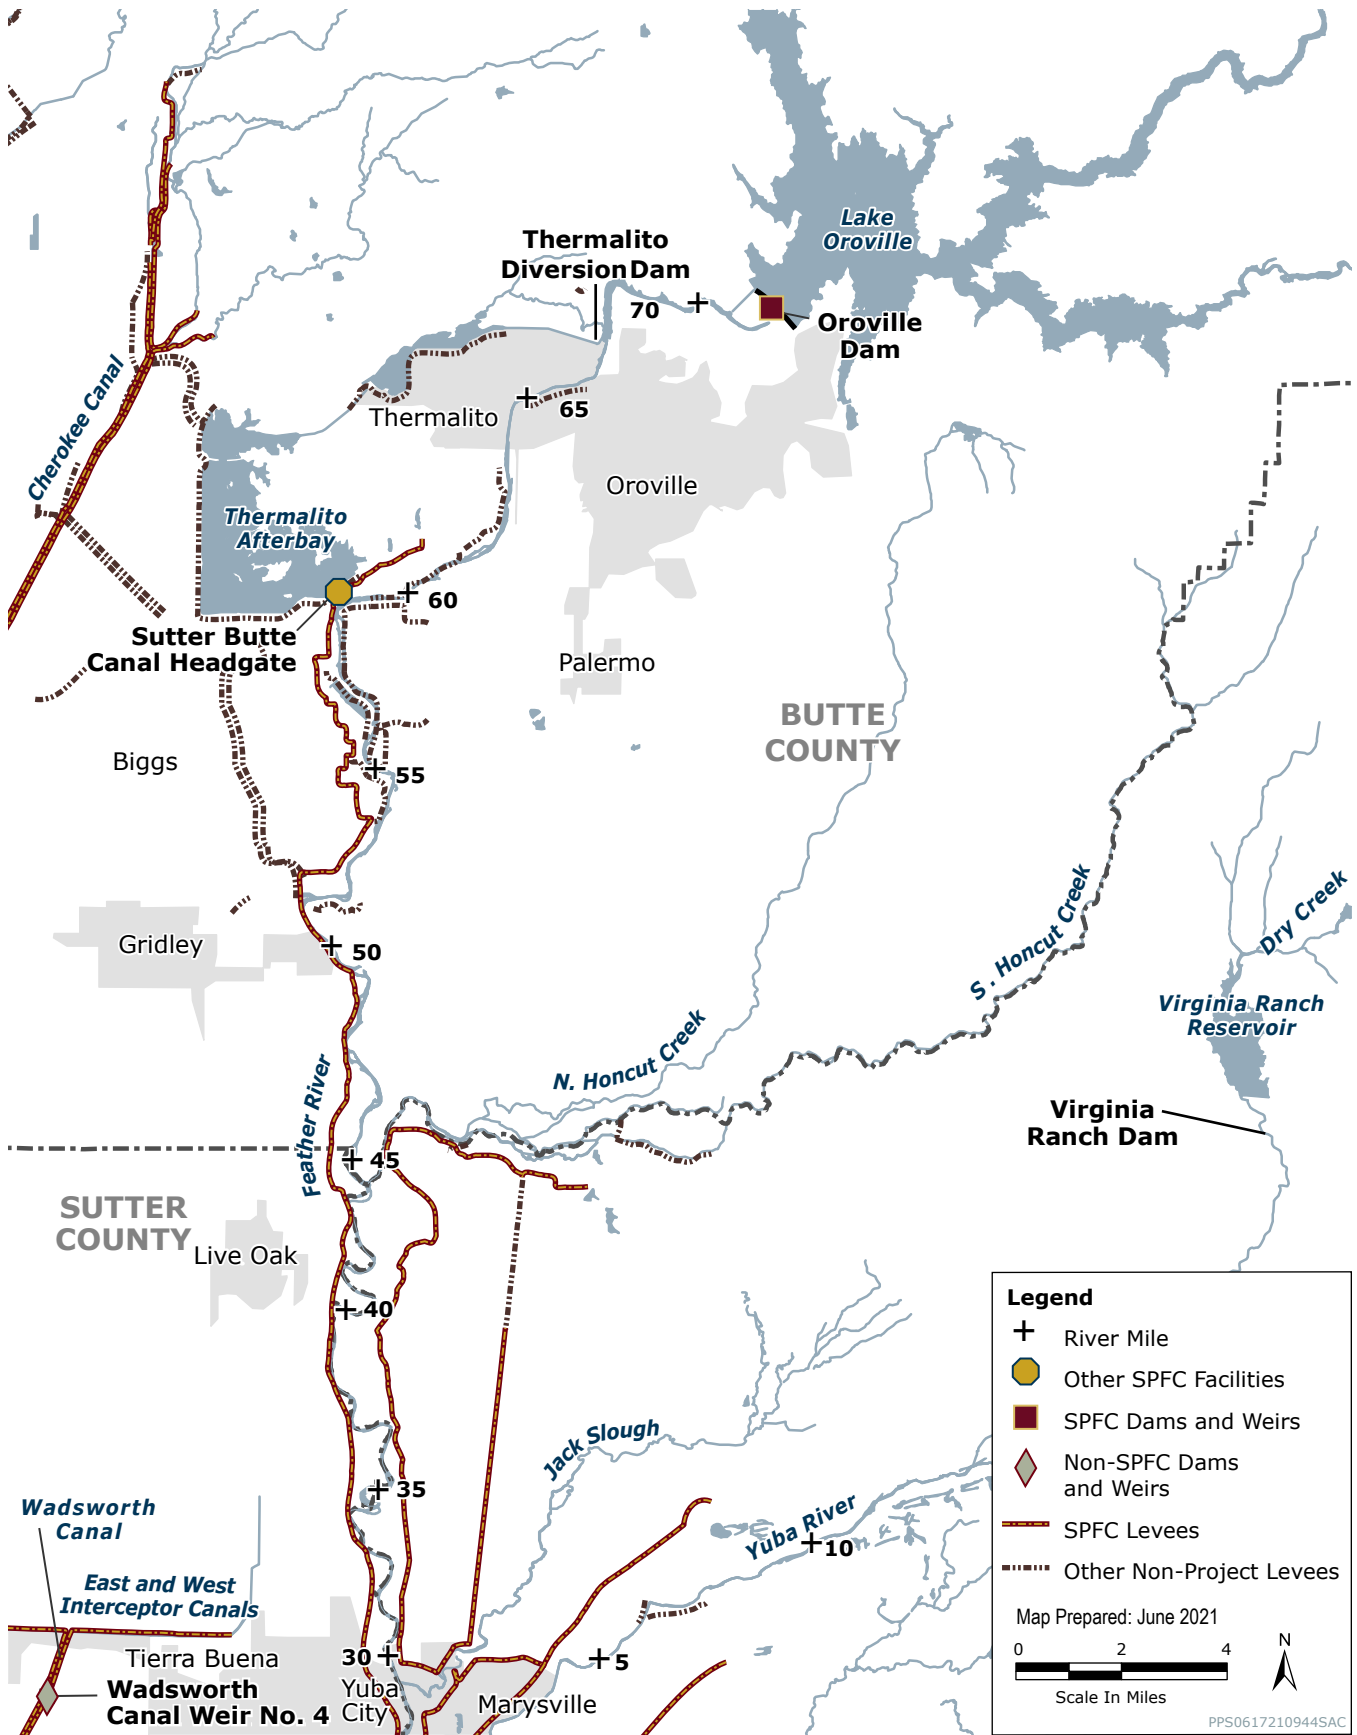 Lake
Oroville
Thermalito
DiversionDam
70
Oroville
Dam
Cherokee Canal
65
Thermalito
Oroville
Thermalito
Afterbay
60
Sutter Butte
Canal Headgate
Palermo
BUTTE
COUNTY
Biggs
55
S. Honcut Creek
Dry Creek
Gridley
50
Virginia Ranch
Reservoir
N. Honcut Creek
Feather River
Virginia
Ranch Dam
45
SUTTER
COUNTY
Live Oak
40
Jack Slough
35
Wadsworth
Canal
Yuba River
10
East and West
Interceptor Canals
30
5
Tierra Buena
Wadsworth
Canal Weir No. 4
Yuba
City
Marysville
Legend
River Mile
Other SPFC Facilities
SPFC Dams and Weirs
Non-SPFC Dams
and Weirs
SPFC Levees
Other Non-Project Levees
Map Prepared: June 2021
0 2 4
Scale In Miles
N
PPS0617210944SAC